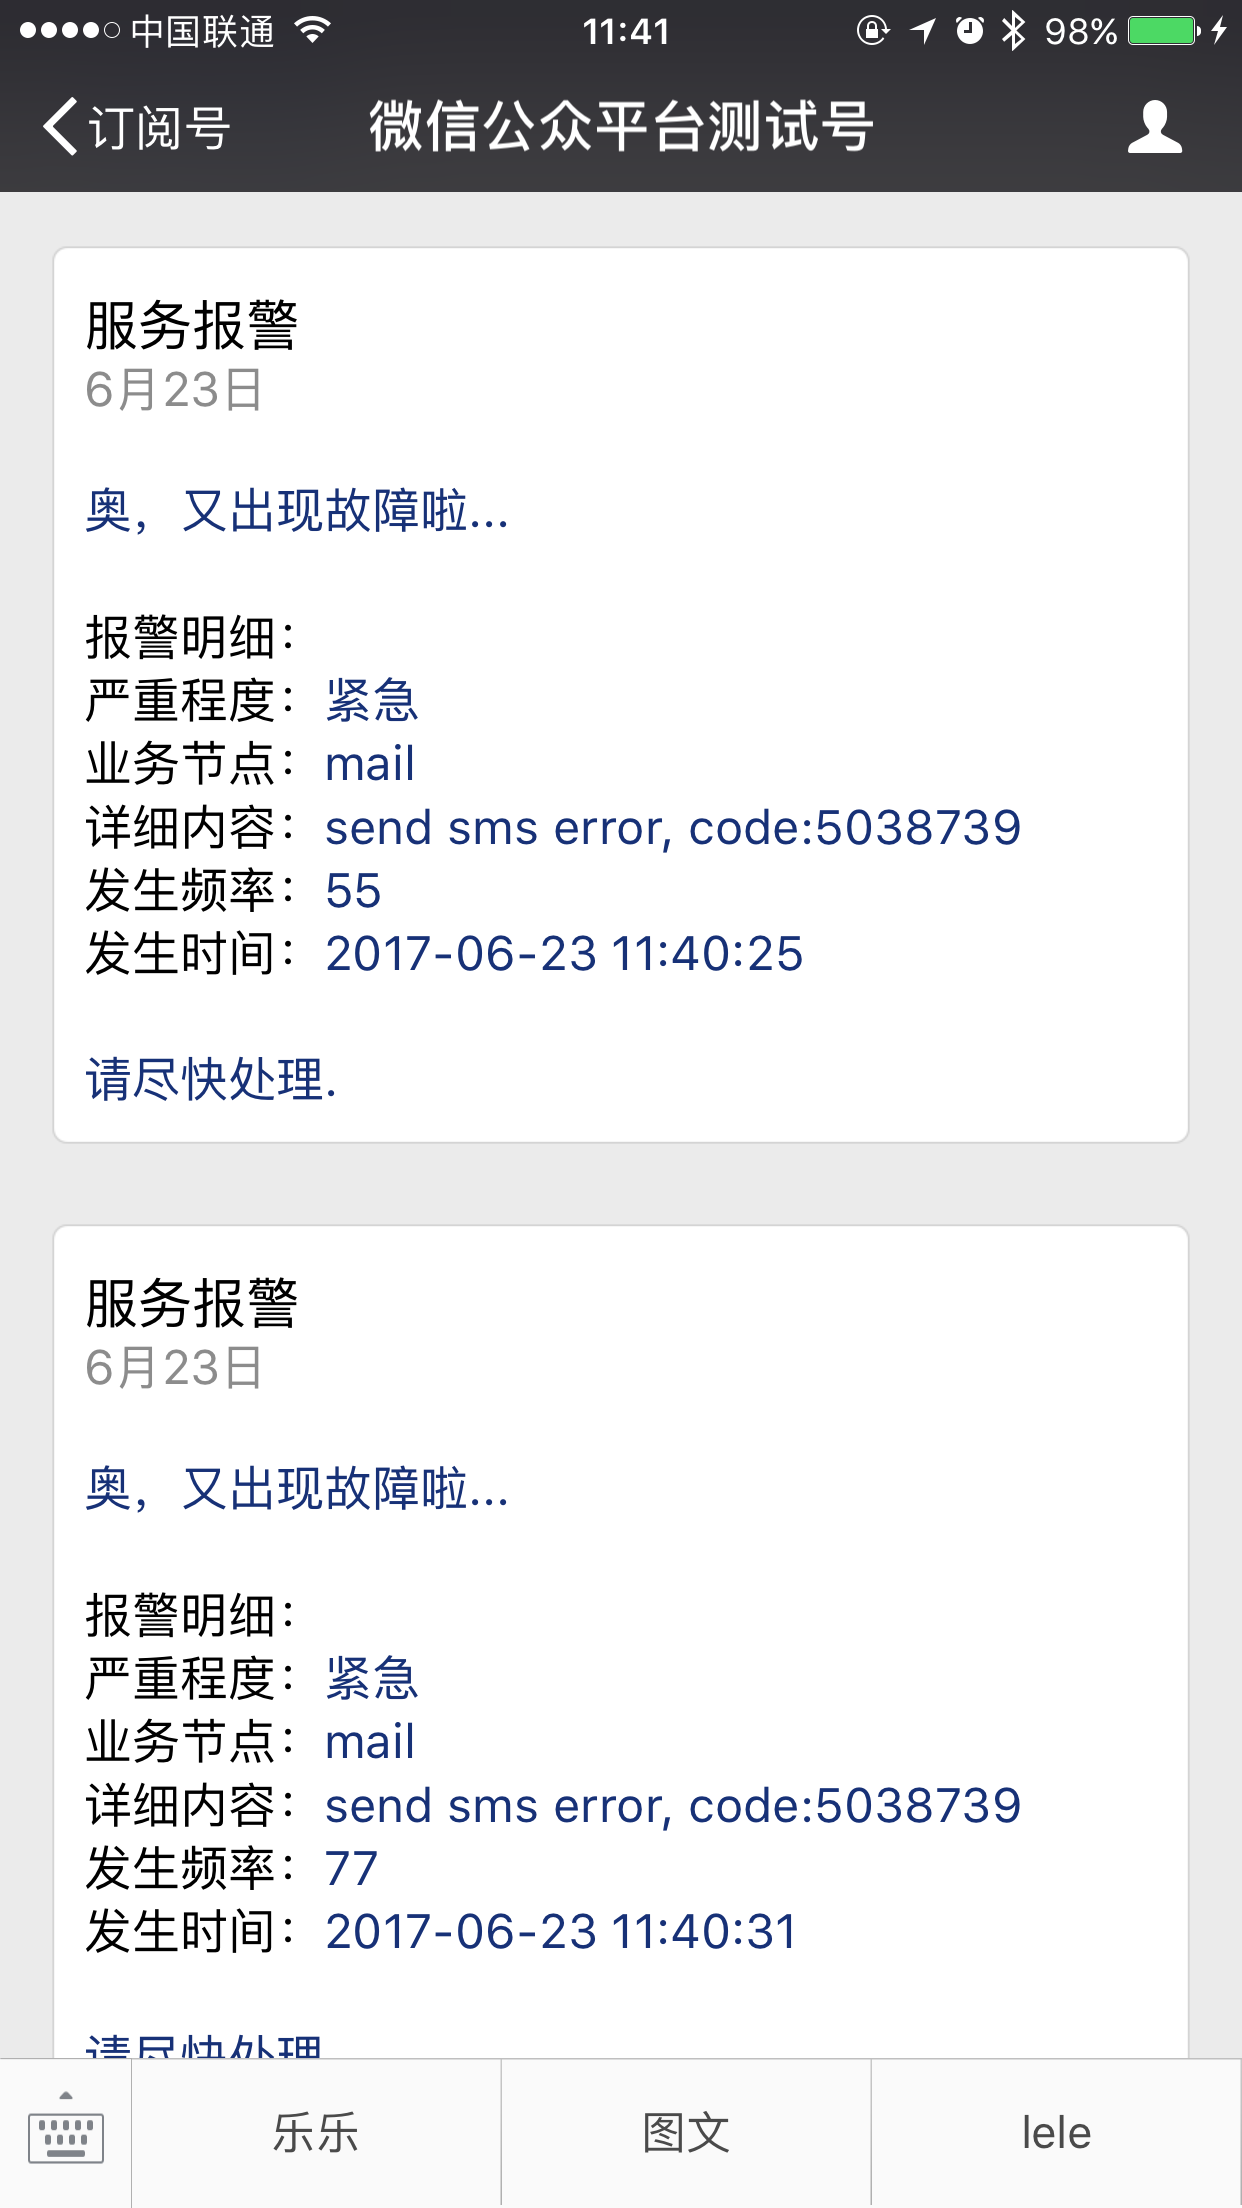 中国联通 11:41 98%
订阅号 微信公众平台测试号
服务报警
6月23日
奥，又出现故障啦...
报警明细：
严重程度：紧急
业务节点：mail
详细内容：send sms error, code:5038739
发生频率：55
发生时间：2017-06-23 11:40:25
请尽快处理.
服务报警
6月23日
奥，又出现故障啦...
报警明细：
严重程度：紧急
业务节点：mail
详细内容：send sms error, code:5038739
发生频率：77
发生时间：2017-06-23 11:40:31
请尽快处理
乐乐 图文 lele